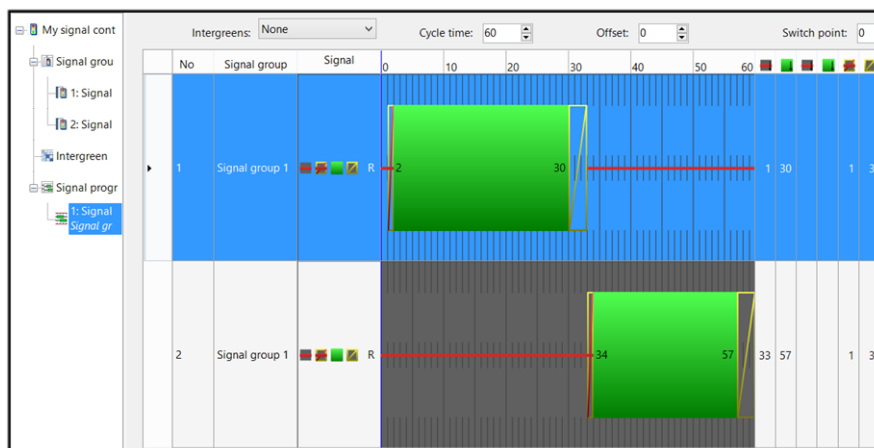 My signal cont
Intergreens: None Cycle time: 60 Offset: 0 Switch point: 0
Signal grou
No Signal group Signal 0 10 20 30 40 50 60
1: Signal
2: Signal
Intergreen
1 Signal group 1 R 2 30 1 30 1 3
Signal progr
1: Signal
Signal gr
2 Signal group 1 R 34 57 33 57 1 3